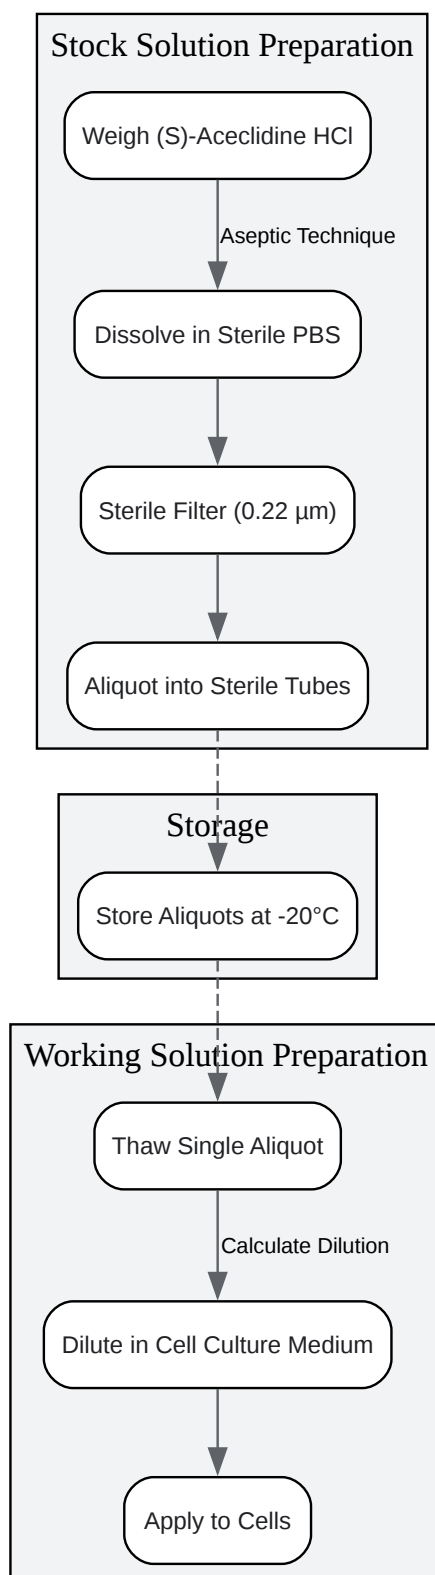 Stock Solution Preparation
Weigh (S)-Aceclidine HCl
Aseptic Technique
Dissolve in Sterile PBS
Sterile Filter (0.22 µm)
Aliquot into Sterile Tubes
Storage
Store Aliquots at -20°C
Working Solution Preparation
Thaw Single Aliquot
Calculate Dilution
Dilute in Cell Culture Medium
Apply to Cells